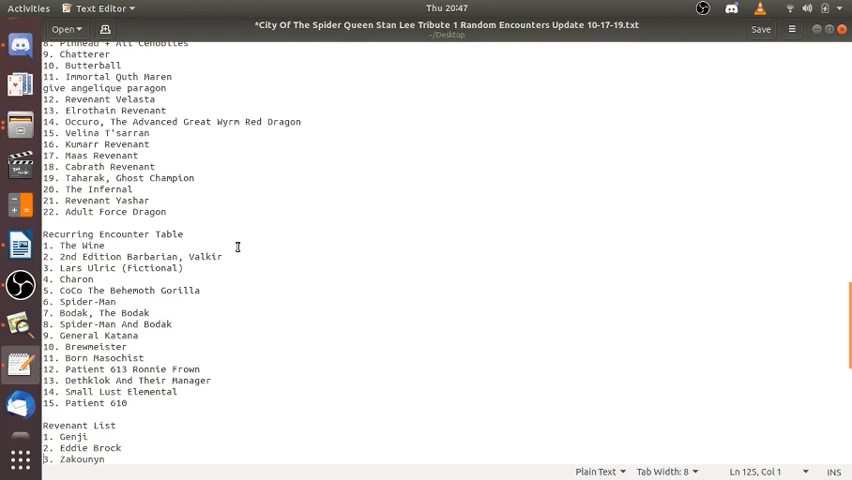 Activities
Text Editor
Thu 20:47
Open
*City Of The Spider Queen Stan Lee Tribute 1 Random Encounters Update 10-17-19.txt
~/Desktop
Save
8. Pinhead + All Cenobites
9. Chatterer
10. Butterball
11. Immortal Quth Maren
give angelique paragon
12. Revenant Velasta
13. Elrothain Revenant
14. Occuro, The Advanced Great Wyrm Red Dragon
15. Velina T'sarran
16. Kumarr Revenant
17. Maas Revenant
18. Cabrath Revenant
19. Taharak, Ghost Champion
20. The Infernal
21. Revenant Yashar
22. Adult Force Dragon
Recurring Encounter Table
1. The Wine
2. 2nd Edition Barbarian, Valkir
3. Lars Ulric (Fictional)
4. Charon
5. CoCo The Behemoth Gorilla
6. Spider-Man
7. Bodak, The Bodak
8. Spider-Man And Bodak
9. General Katana
10. Brewmeister
11. Born Masochist
12. Patient 613 Ronnie Frown
13. Dethklok And Their Manager
14. Small Lust Elemental
15. Patient 610
Revenant List
1. Genji
2. Eddie Brock
3. Zakounyn
Plain Text
Tab Width: 8
Ln 125, Col 1
INS